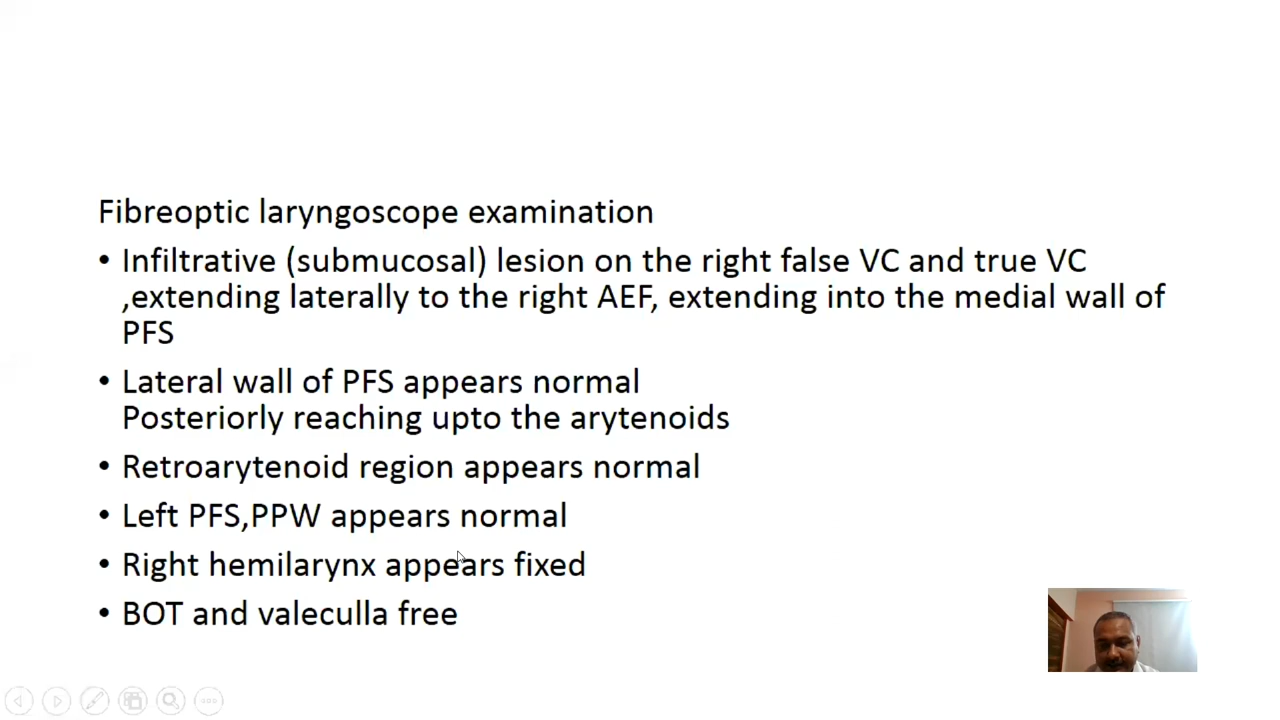 Fibreoptic laryngoscope examination
• Infiltrative (submucosal) lesion on the right false VC and true VC
,extending laterally to the right AEF, extending into the medial wall of
PFS
• Lateral wall of PFS appears normal
Posteriorly reaching upto the arytenoids
• Retroarytenoid region appears normal
• Left PFS,PPW appears normal
• Right hemilarynx appears fixed
• BOT and valeculla free